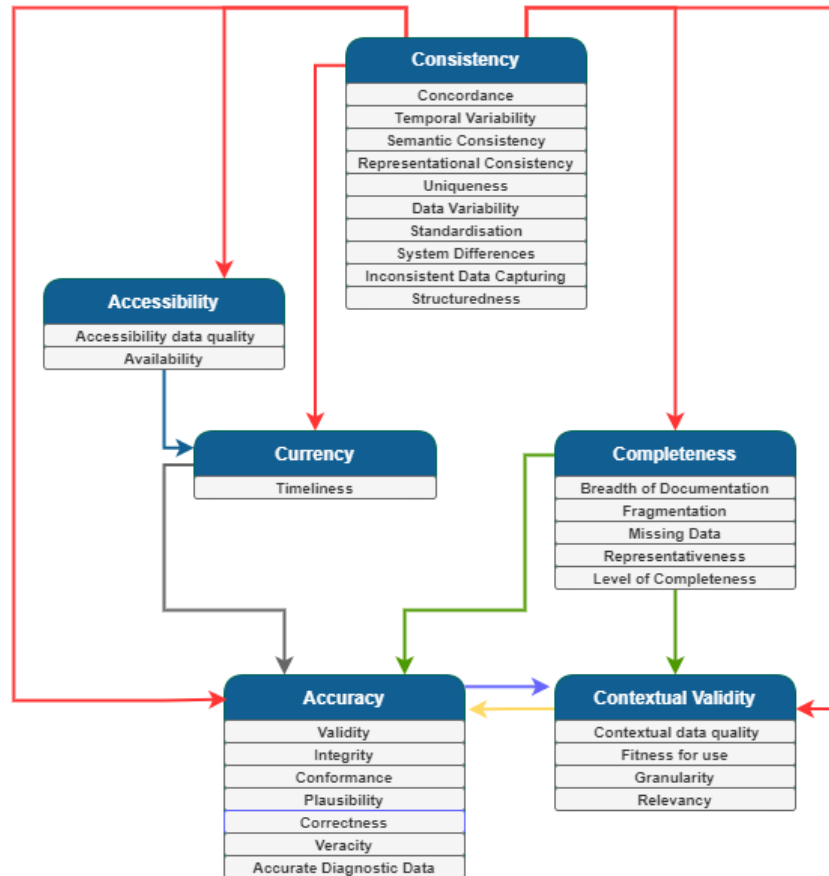 Consistency
Concordance
Temporal Variability
Semantic Consistency
Representational Consistency
Uniqueness
Data Variability
Standardisation
System Differences
Inconsistent Data Capturing
Structuredness
Accessibility
Accessibility data quality
Availability
Currency
Timeliness
Completeness
Breadth of Documentation
Fragmentation
Missing Data
Representativeness
Level of Completeness
Accuracy
Validity
Integrity
Conformance
Plausibility
Correctness
Veracity
Accurate Diagnostic Data
Contextual Validity
Contextual data quality
Fitness for use
Granularity
Relevancy